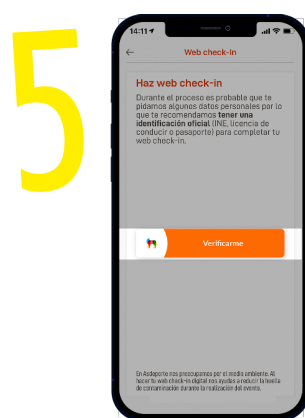 5
14:11
Web check-In
Haz web check-in
Durante el proceso es probable que te
pidamos algunos datos personales por lo
que te recomendamos tener una
identificación oficial (INE, licencia de
conducir o pasaporte) para completar tu
web check-in.
Verificarme
En Asdeporte nos preocupamos por el medio ambiente. Al
hacer tu web check-in digital nos ayudas a reducir la huella
de contaminación durante la realización del evento.